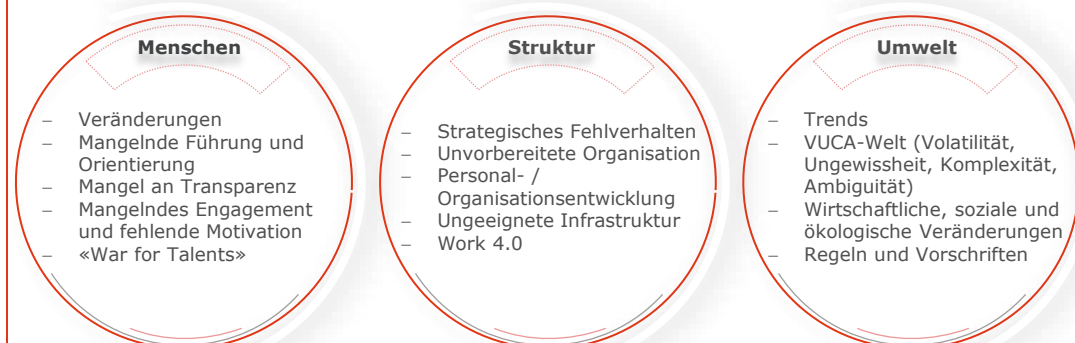 Menschen
– Veränderungen
– Mangelnde Führung und
Orientierung
– Mangel an Transparenz
– Mangelndes Engagement
und fehlende Motivation
– «War for Talents»
Struktur
– Strategisches Fehlverhalten
– Unvorbereitete Organisation
– Personal- /
Organisationsentwicklung
– Ungeeignete Infrastruktur
– Work 4.0
Umwelt
– Trends
– VUCA-Welt (Volatilität,
Ungewissheit, Komplexität,
Ambiguität)
– Wirtschaftliche, soziale und
ökologische Veränderungen
– Regeln und Vorschriften